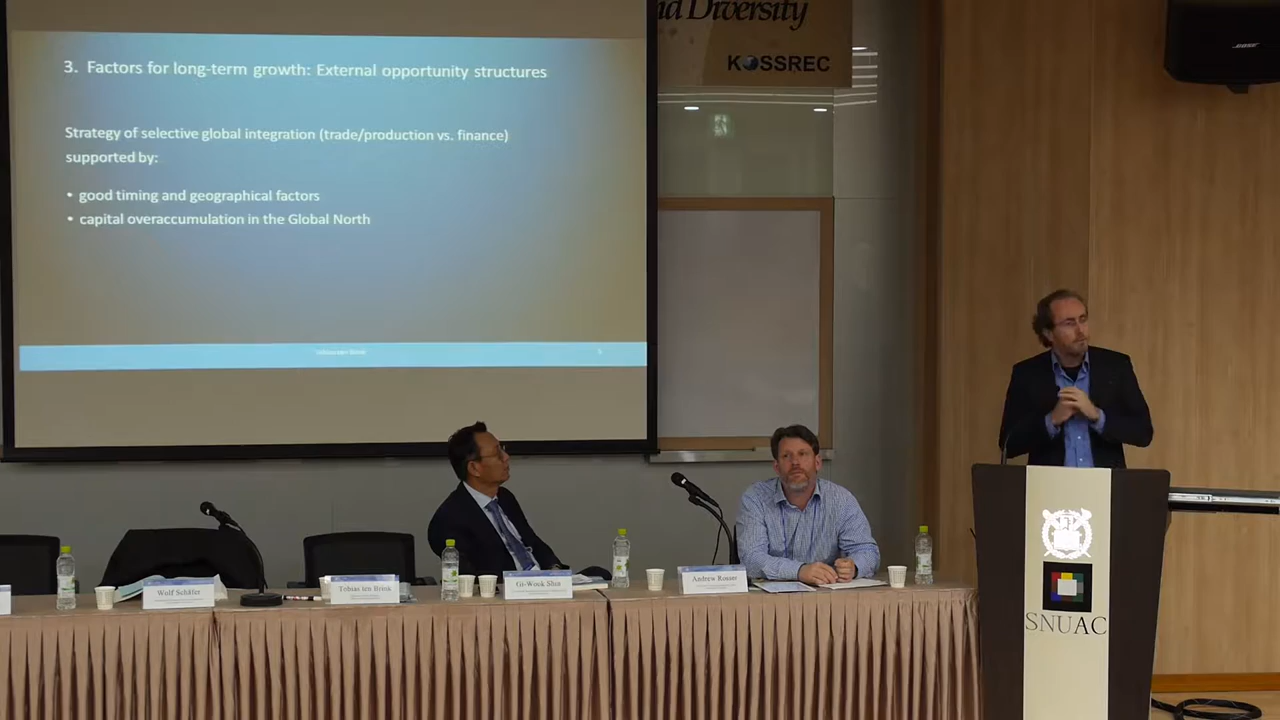 nd Diversity
KOSSREC
BOSE
3. Factors for long-term growth: External opportunity structures
Strategy of selective global integration (trade/production vs. finance)
supported by:
• good timing and geographical factors
• capital overaccumulation in the Global North
Wolf Schäfer
Tobias ten Brink
Gi-Wook Shin
Andrew Rosser
SNUAC